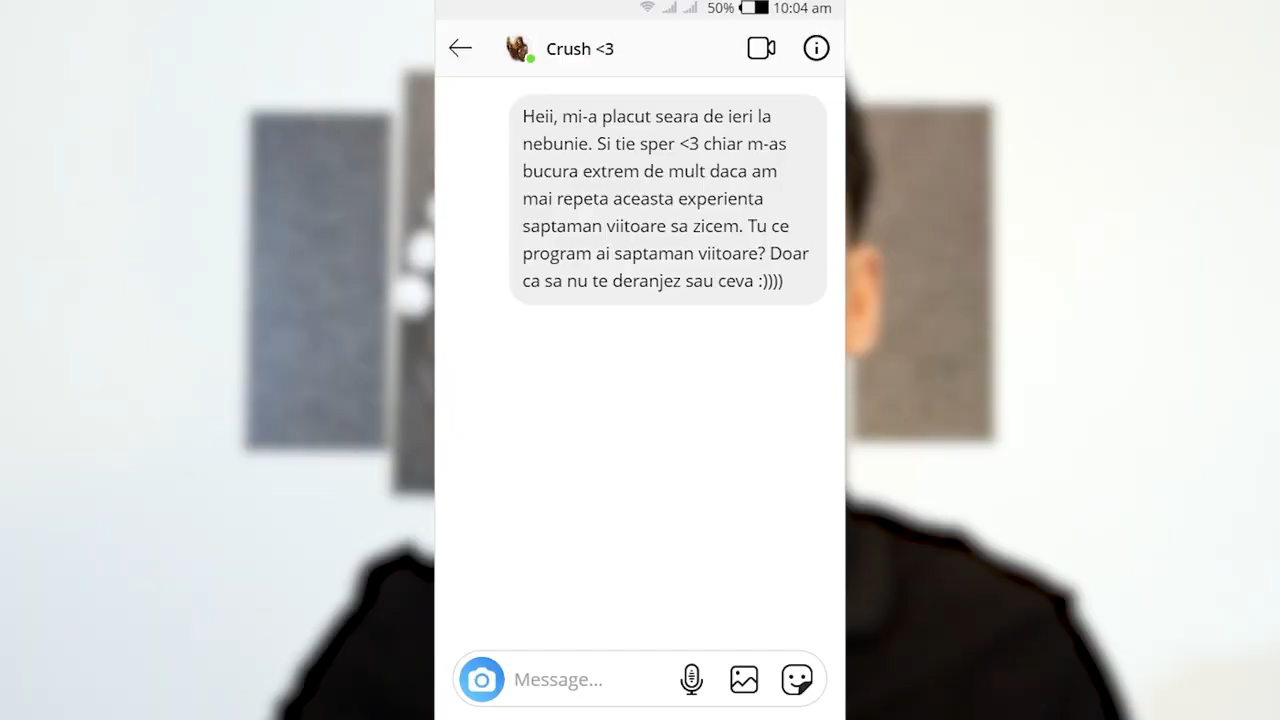 50% 10:04 am
Crush <3
Heii, mi-a placut seara de ieri la
nebunie. Si tie sper <3 chiar m-as
bucura extrem de mult daca am
mai repeta aceasta experienta
saptaman viitoare sa zicem. Tu ce
program ai saptaman viitoare? Doar
ca sa nu te deranjez sau ceva :))))
Message...